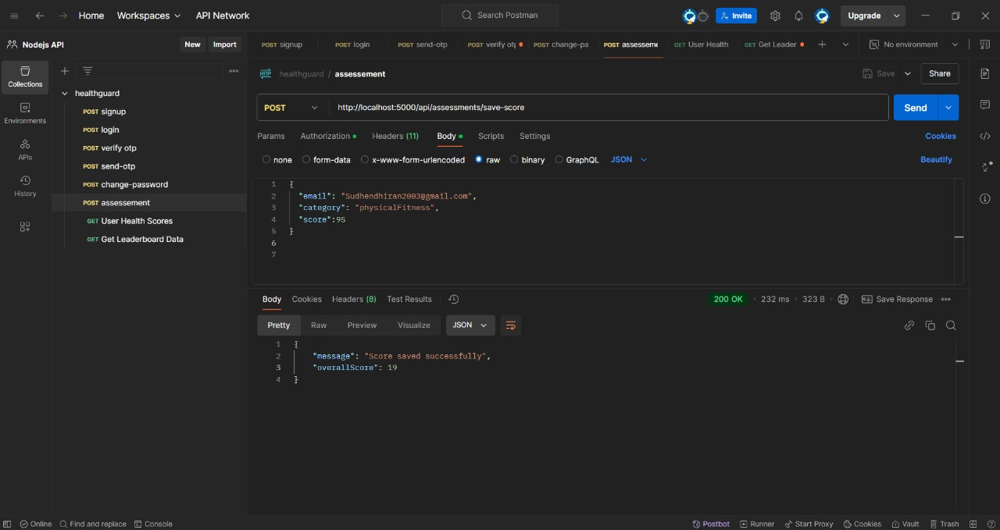 Home Workspaces API Network Search Postman Invite Upgrade
Nodejs API New Import POST signup POST login POST send-otp POST verify otp POST change-pa POST assesseme GET User Health GET Get Leader No environment
Collections
Environments
APIs
History
healthguard
POST signup
POST login
POST verify otp
POST send-otp
POST change-password
POST assessement
GET User Health Scores
GET Get Leaderboard Data
HTTP healthguard / assessement Save Share
POST http://localhost:5000/api/assessments/save-score Send
Params Authorization Headers (11) Body Scripts Settings Cookies
none form-data x-www-form-urlencoded raw binary GraphQL JSON Beautify
1 {
2 "email": "Sudhendhiran2003@gmail.com",
3 "category": "physicalFitness",
4 "score":95
5 }
6
7
Body Cookies Headers (8) Test Results 200 OK 232 ms 323 B Save Response
Pretty Raw Preview Visualize JSON
1 {
2 "message": "Score saved successfully",
3 "overallScore": 19
4 }
Online Find and replace Console Postbot Runner Start Proxy Cookies Vault Trash